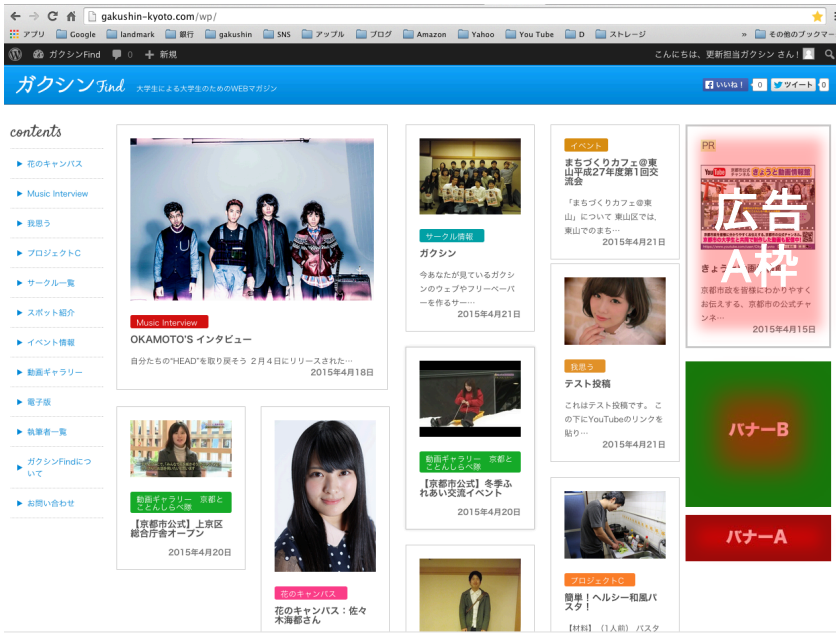 gakushin-kyoto.com/wp/
アプリ Google landmark 銀行 gakushin SNS アップル ブログ Amazon Yahoo You Tube D ストレージ » その他のブックマー
ガクシンFind 0 + 新規 こんにちは、更新担当ガクシン さん!
ガクシン Find 大学生による大学生のためのWEBマガジン いいね! 0 ツイート 0
contents
花のキャンパス
Music Interview
我思う
プロジェクトC
サークル一覧
スポット紹介
イベント情報
動画ギャラリー
電子版
執筆者一覧
ガクシンFindにつ
いて
お問い合わせ
Music Interview
OKAMOTO'S インタビュー
自分たちの"HEAD"を取り戻そう 2月4日にリリースされた…
2015年4月18日
動画ギャラリー 京都と
ことんしらべ隊
【京都市公式】上京区
総合庁舎オープン
2015年4月20日
花のキャンパス
花のキャンパス:佐々
木海都さん
サークル情報
ガクシン
今あなたが見ているガクシ
ンのウェブやフリーペーパ
ーを作るサー…
2015年4月21日
動画ギャラリー 京都と
ことんしらべ隊
【京都市公式】冬季ふ
れあい交流イベント
2015年4月20日
イベント
まちづくりカフェ@東
山平成27年度第1回交
流会
「まちづくりカフェ@東
山」について 東山区では、
東山でのまち…
2015年4月21日
我思う
テスト投稿
これはテスト投稿です。 こ
の下にYouTubeのリンクを
貼り…
2015年4月21日
プロジェクトC
簡単!ヘルシー和風パ
スタ!
【材料】(1人前) パスタ
PR
You Tube きょうと動画情報館
広告
A枠
京都市政を皆様にわかりやすく
お伝えする、京都市の公式チャ
ンネ…
2015年4月15日
バナーB
バナーA